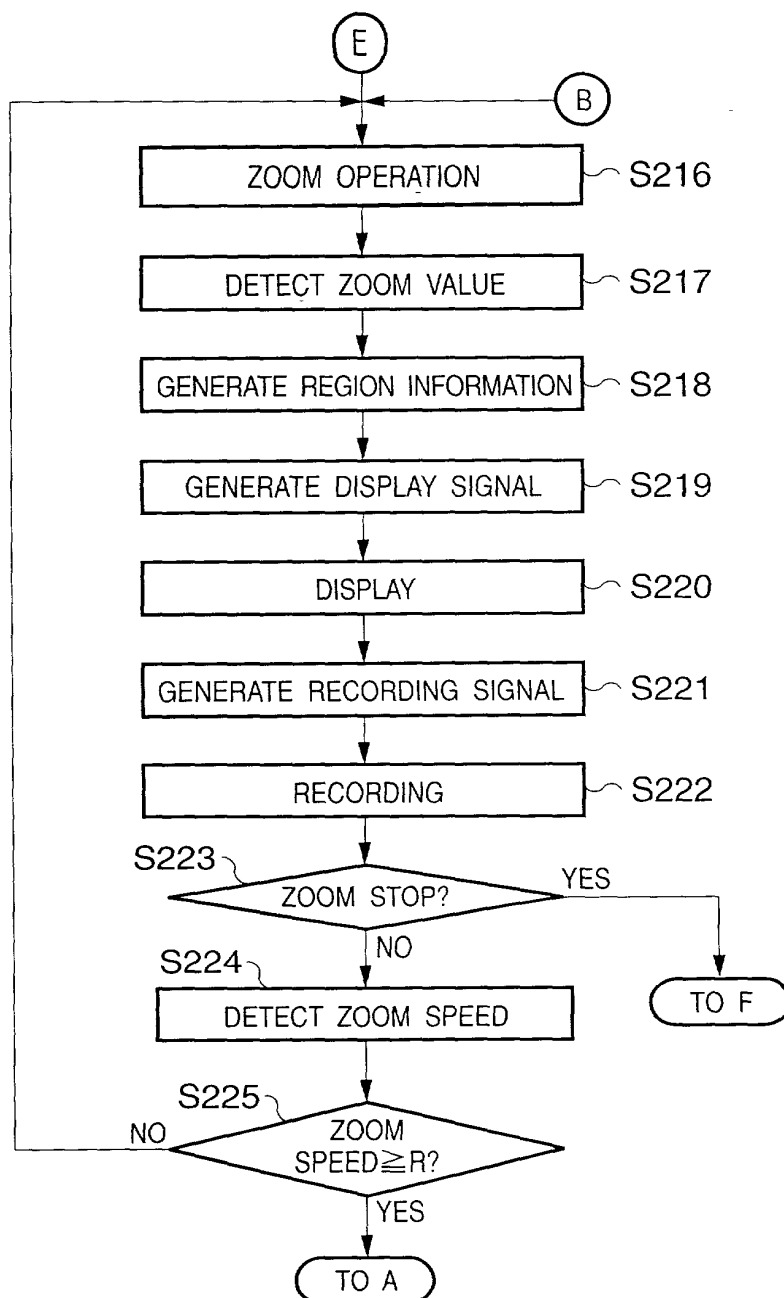 E
B
ZOOM OPERATION S216
DETECT ZOOM VALUE S217
GENERATE REGION INFORMATION S218
GENERATE DISPLAY SIGNAL S219
DISPLAY S220
GENERATE RECORDING SIGNAL S221
RECORDING S222
S223
ZOOM STOP? YES
NO
S224
DETECT ZOOM SPEED
TO F
S225
NO
ZOOM
SPEED≧R?
YES
TO A